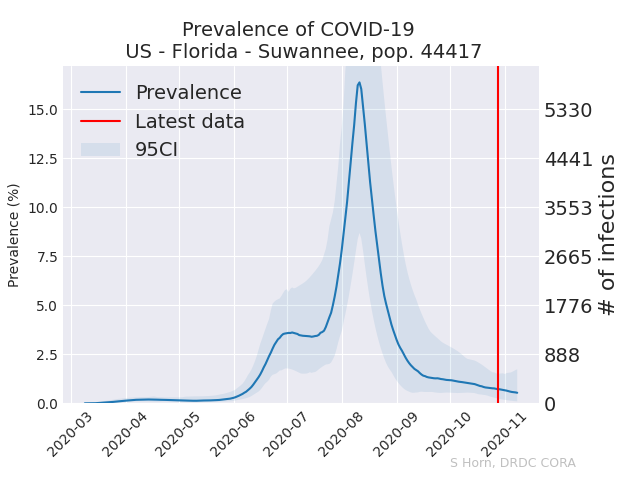 Prevalence of COVID-19
US - Florida - Suwannee, pop. 44417
Prevalence
Latest data
95CI
Prevalence (%)
15.0
12.5
10.0
7.5
5.0
2.5
0.0
5330
4441
3553
2665
1776
888
0
# of infections
2020-03
2020-04
2020-05
2020-06
2020-07
2020-08
2020-09
2020-10
2020-11
S Horn, DRDC CORA